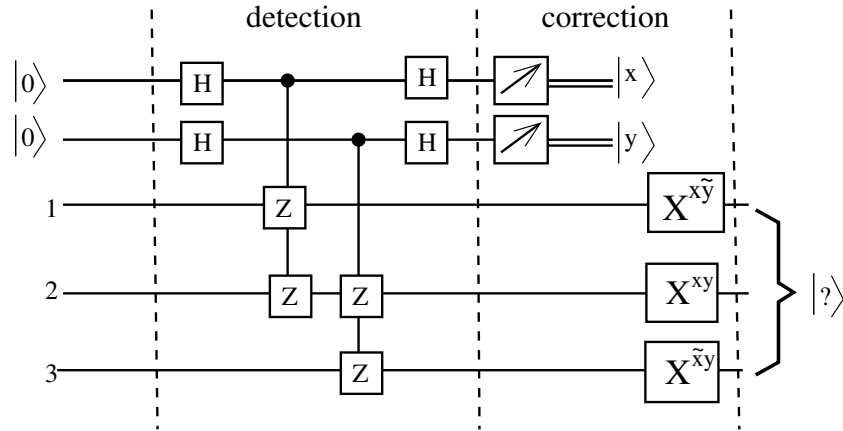 detection correction
|0⟩ H H |x⟩
|0⟩ H H |y⟩
1 Z X^{xỹ}
2 Z Z X^{xy} |?⟩
3 Z X^{x̃y}